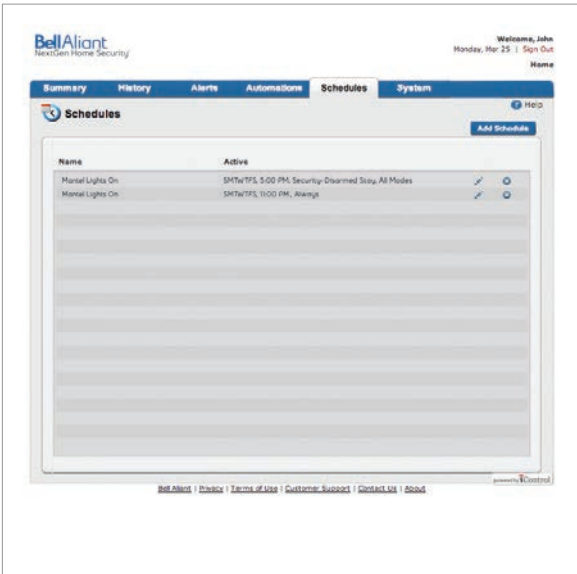 BellAliant
NextGen Home Security
Welcome, John
Monday, Mar 25 | Sign Out
Home
Summary History Alerts Automations Schedules System
Help
Schedules
Add Schedule
Name Active
Mantel Lights On SMTWTFS, 5:00 PM, Security-Disarmed Stay, All Modes
Mantel Lights On SMTWTFS, 11:00 PM, Always
powered by iControl
Bell Aliant | Privacy | Terms of Use | Customer Support | Contact Us | About